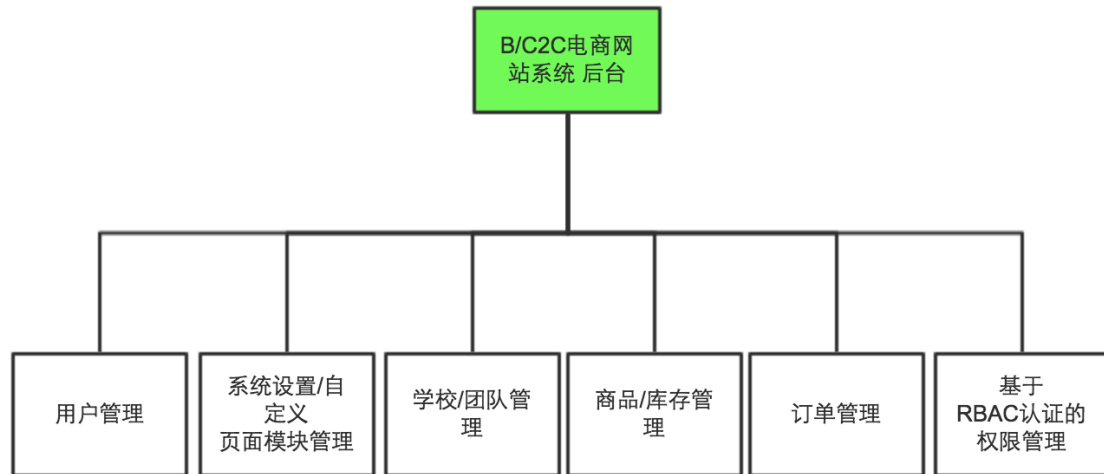 B/C2C电商网
站系统 后台
用户管理
系统设置/自
定义
页面模块管理
学校/团队管
理
商品/库存管
理
订单管理
基于
RBAC认证的
权限管理